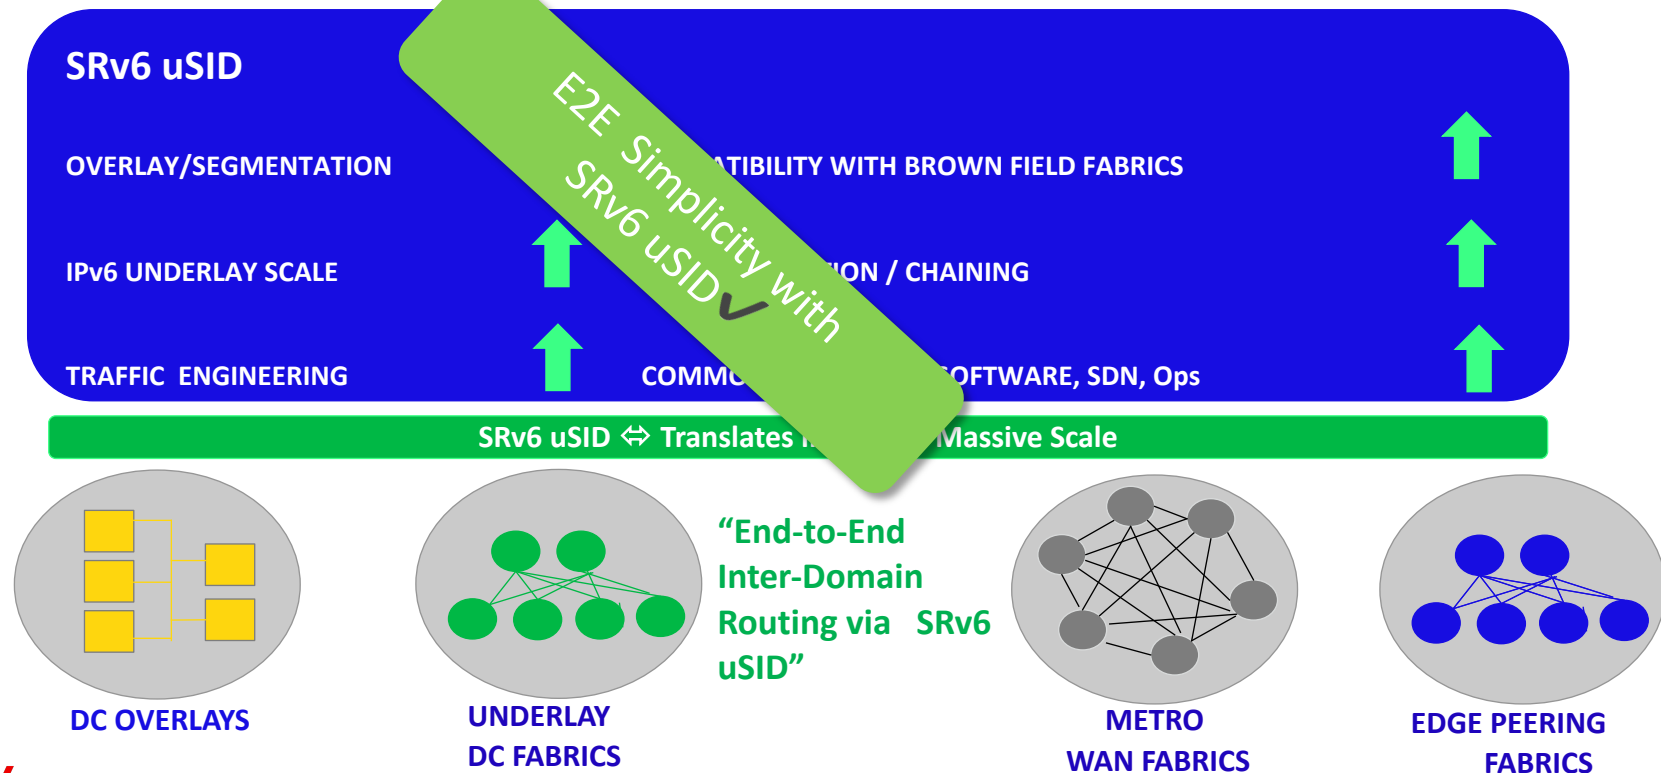 SRv6 uSID
OVERLAY/SEGMENTATION
ATIBILITY WITH BROWN FIELD FABRICS
IPv6 UNDERLAY SCALE
ION / CHAINING
TRAFFIC ENGINEERING
COMMO
OFTWARE, SDN, Ops
E2E Simplicity with
SRv6 uSID✔
SRv6 uSID ⇔ Translates
Massive Scale
“End-to-End
Inter-Domain
Routing via SRv6
uSID”
DC OVERLAYS
UNDERLAY
DC FABRICS
METRO
WAN FABRICS
EDGE PEERING
FABRICS